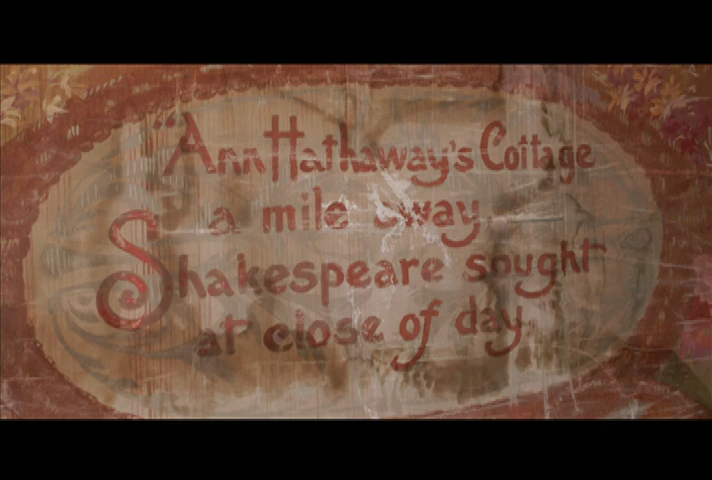 "Ann Hathaway's Cottage
a mile away
Shakespeare sought
at close of day.